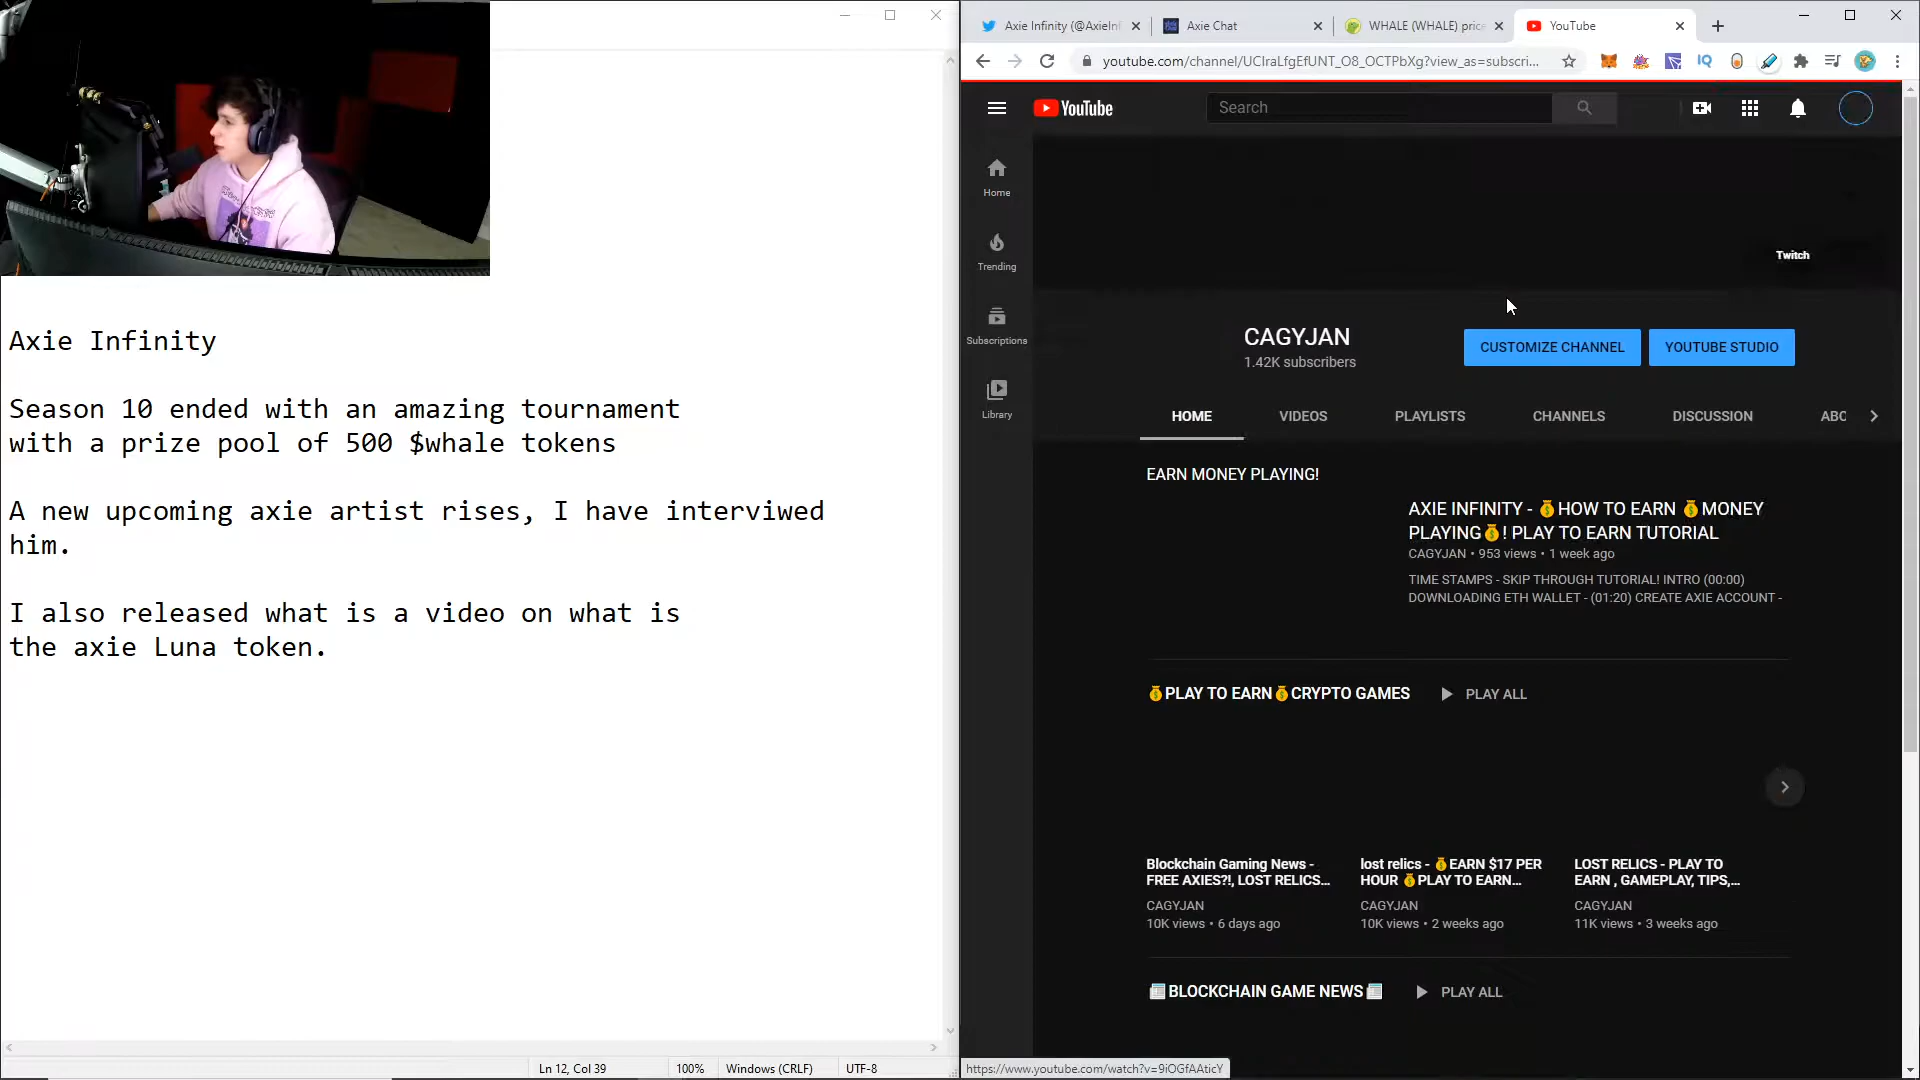 Axie Infinity
Season 10 ended with an amazing tournament
with a prize pool of 500 $whale tokens
A new upcoming axie artist rises, I have interviwed
him.
I also released what is a video on what is
the axie Luna token.
Ln 12, Col 39
100%
Windows (CRLF)
UTF-8
Axie Infinity (@AxieInf
Axie Chat
WHALE (WHALE) price
YouTube
youtube.com/channel/UCIraLfgEfUNT_O8_OCTPbXg?view_as=subscri...
IQ
YouTube
Search
Home
Trending
Subscriptions
Library
Twitch
CAGYJAN
1.42K subscribers
CUSTOMIZE CHANNEL
YOUTUBE STUDIO
HOME
VIDEOS
PLAYLISTS
CHANNELS
DISCUSSION
ABC
EARN MONEY PLAYING!
AXIE INFINITY - 💰HOW TO EARN 💰MONEY
PLAYING💰! PLAY TO EARN TUTORIAL
CAGYJAN • 953 views • 1 week ago
TIME STAMPS - SKIP THROUGH TUTORIAL! INTRO (00:00)
DOWNLOADING ETH WALLET - (01:20) CREATE AXIE ACCOUNT -
💰PLAY TO EARN💰CRYPTO GAMES
PLAY ALL
Blockchain Gaming News -
FREE AXIES?!, LOST RELICS...
CAGYJAN
10K views • 6 days ago
lost relics - 💰EARN $17 PER
HOUR 💰PLAY TO EARN...
CAGYJAN
10K views • 2 weeks ago
LOST RELICS - PLAY TO
EARN , GAMEPLAY, TIPS,...
CAGYJAN
11K views • 3 weeks ago
📰BLOCKCHAIN GAME NEWS📰
PLAY ALL
https://www.youtube.com/watch?v=9iOGfAAticY